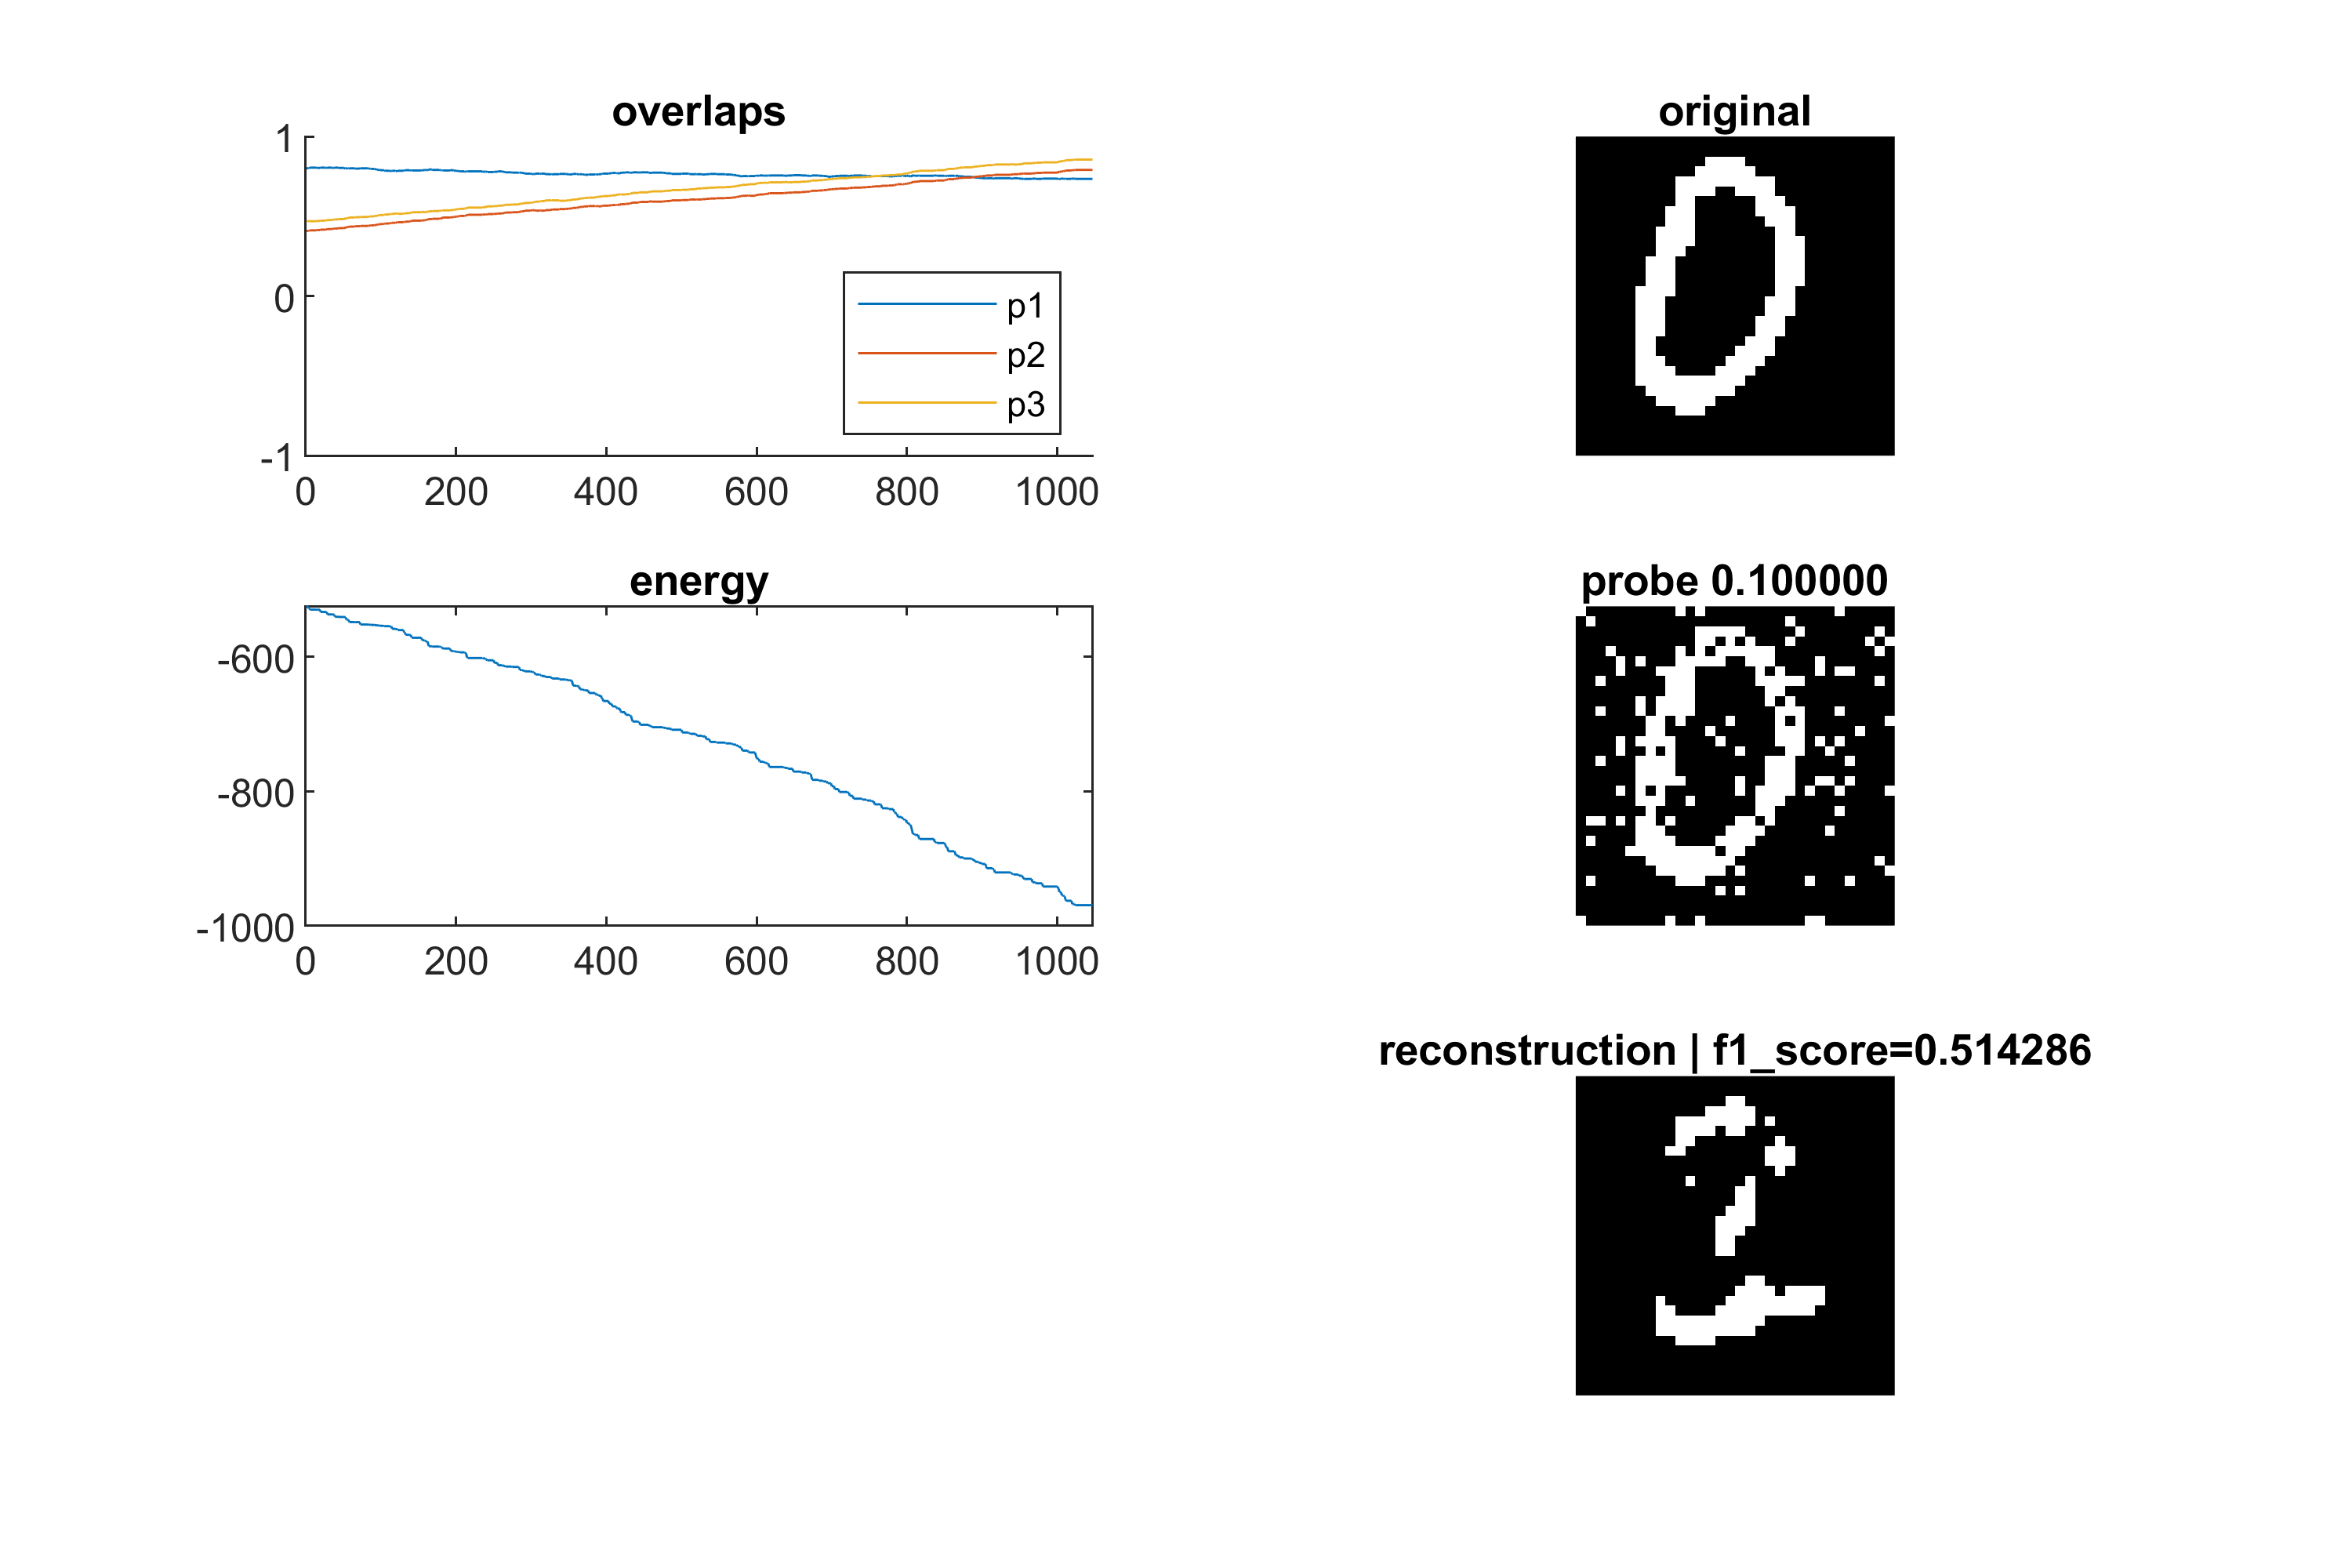 overlaps
1
0
-1
0 200 400 600 800 1000
p1
p2
p3
energy
-600
-800
-1000
0 200 400 600 800 1000
original
probe 0.100000
reconstruction | f1_score=0.514286